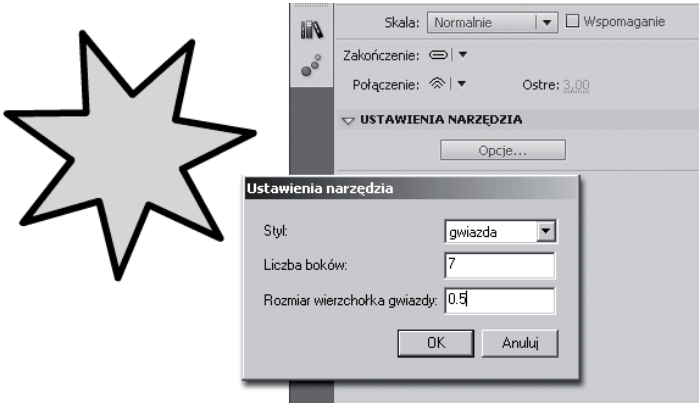 Skala: Normalnie Wspomaganie
Zakończenie:
Połączenie: Ostre: 3,00
USTAWIENIA NARZĘDZIA
Opcje...
Ustawienia narzędzia
Styl: gwiazda
Liczba boków: 7
Rozmiar wierzchołka gwiazdy: 0.5
OK Anuluj